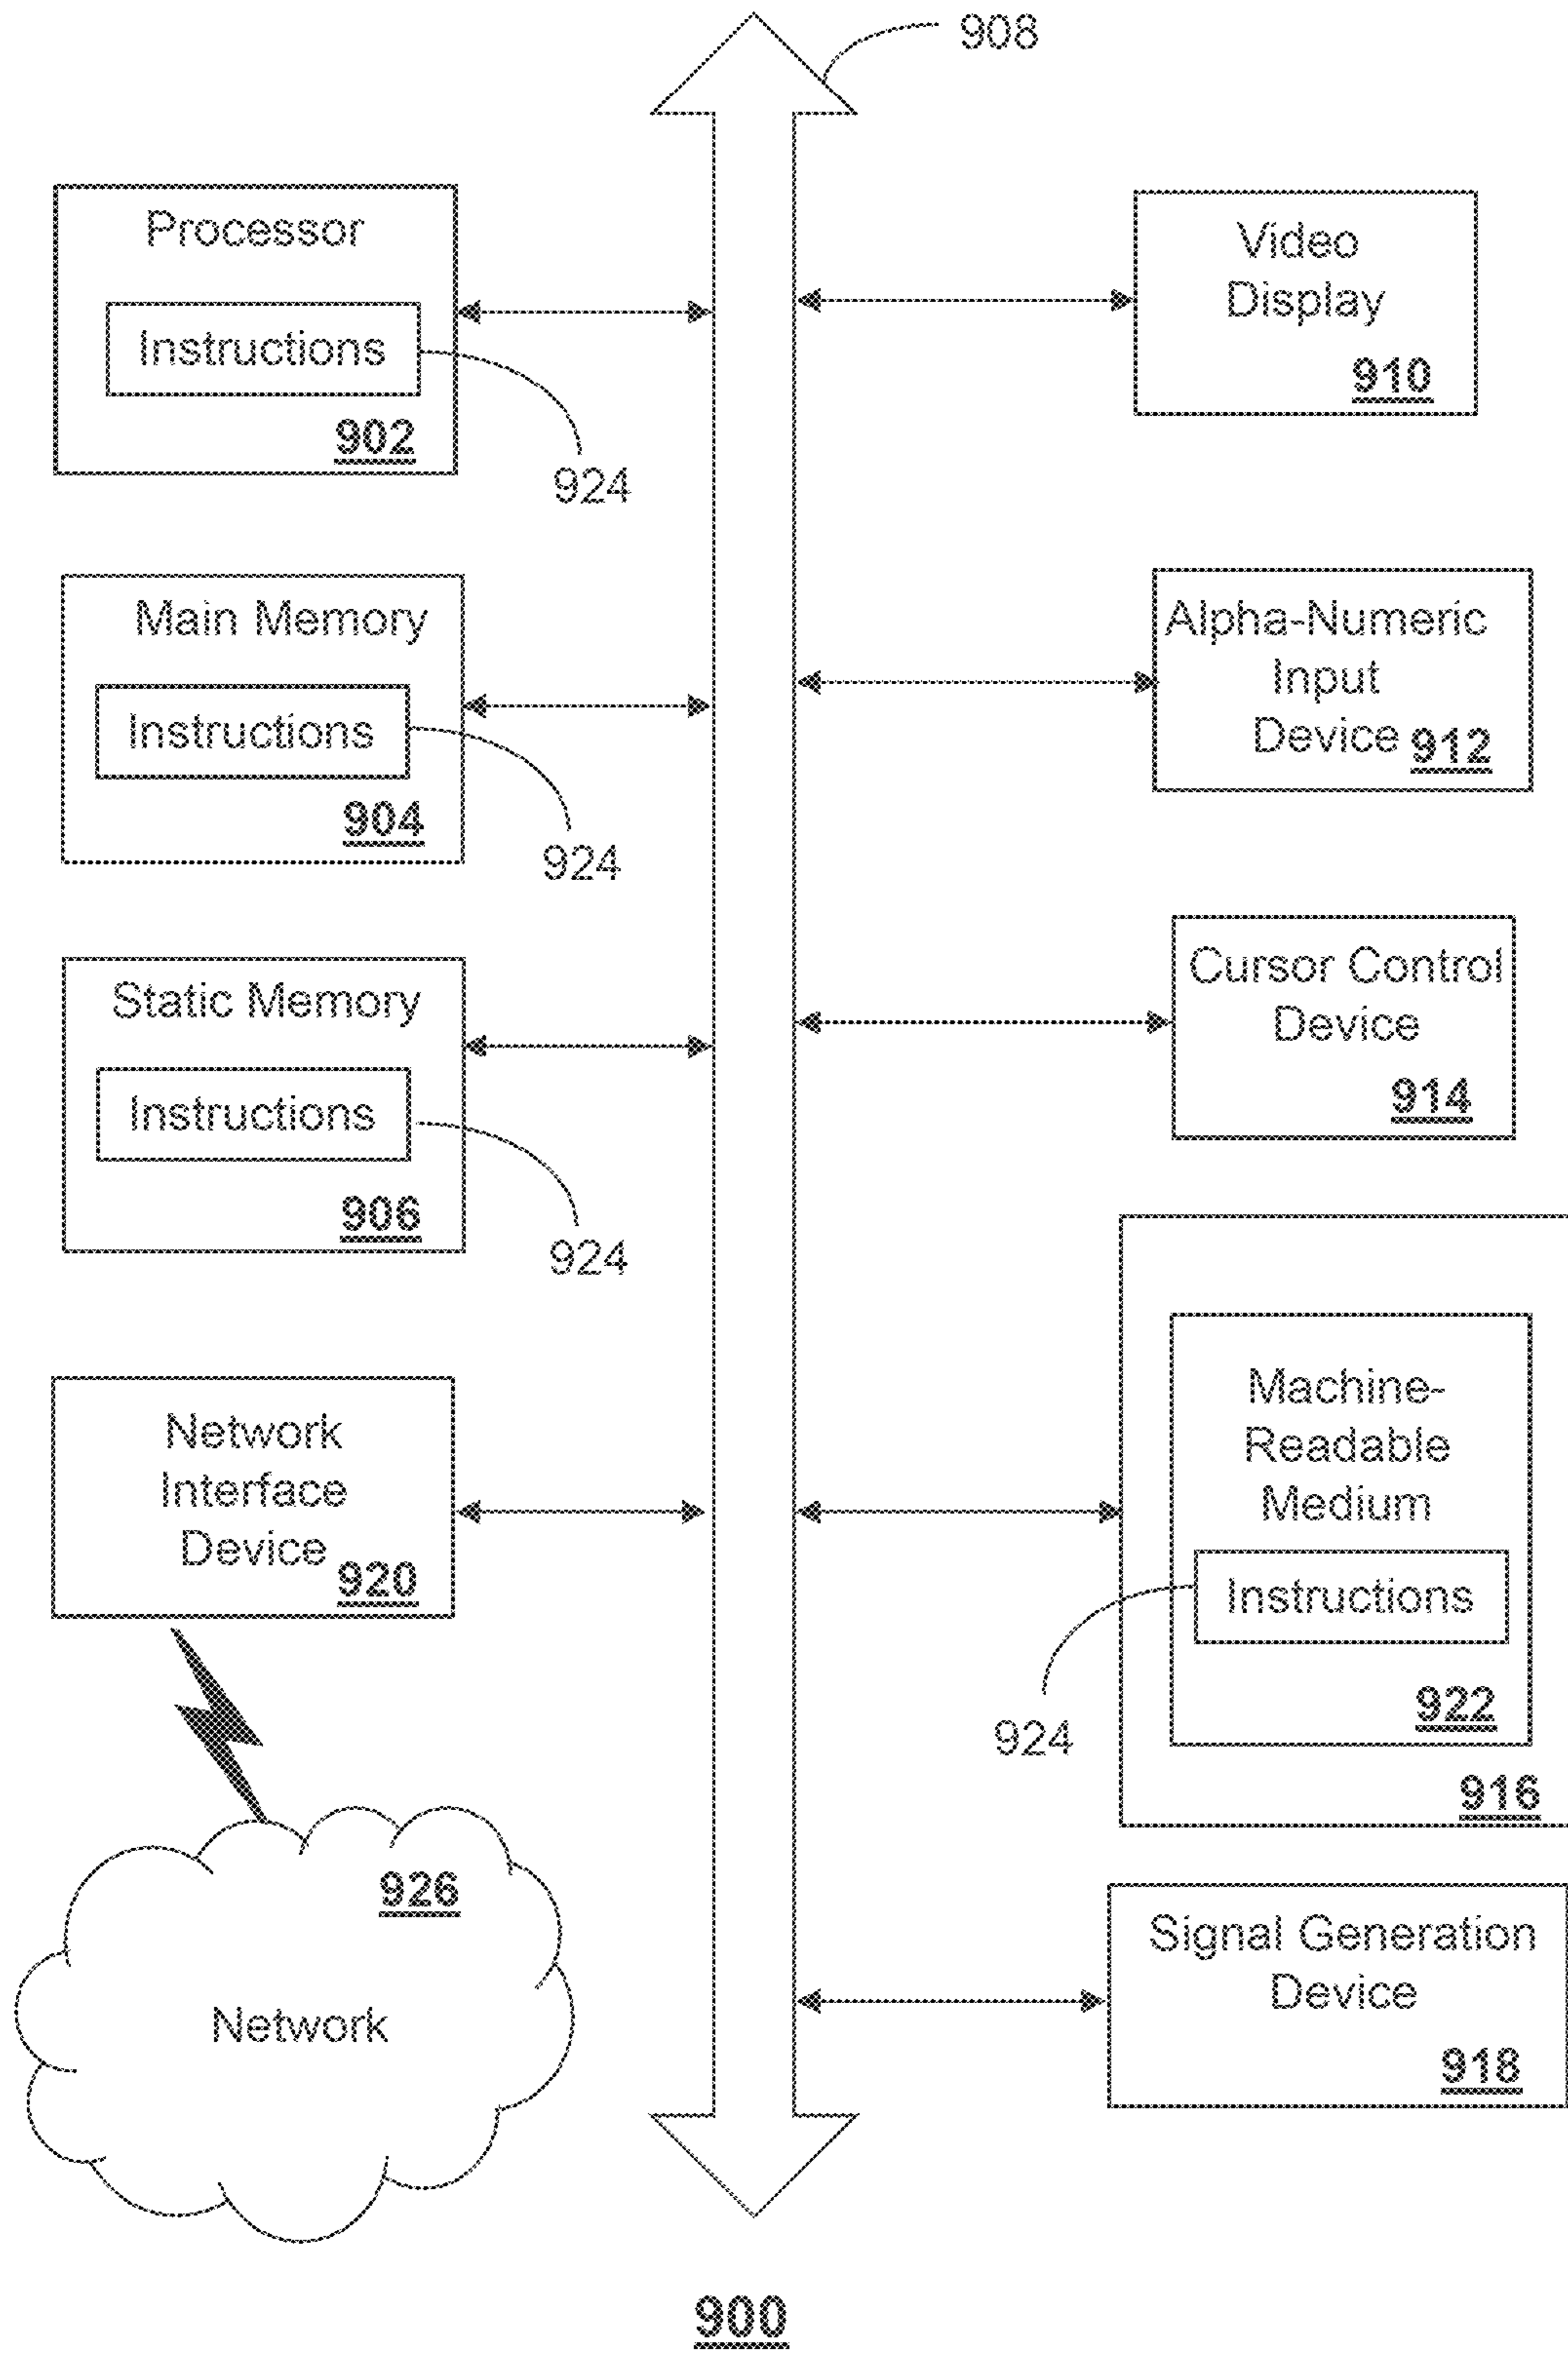 908
Processor
Instructions
902
924
Main Memory
Instructions
904
924
Static Memory
Instructions
906
924
Network
Interface
Device
920
926
Network
Video
Display
910
Alpha-Numeric
Input
Device
912
Cursor Control
Device
914
Machine-
Readable
Medium
Instructions
922
924
916
Signal Generation
Device
918
900